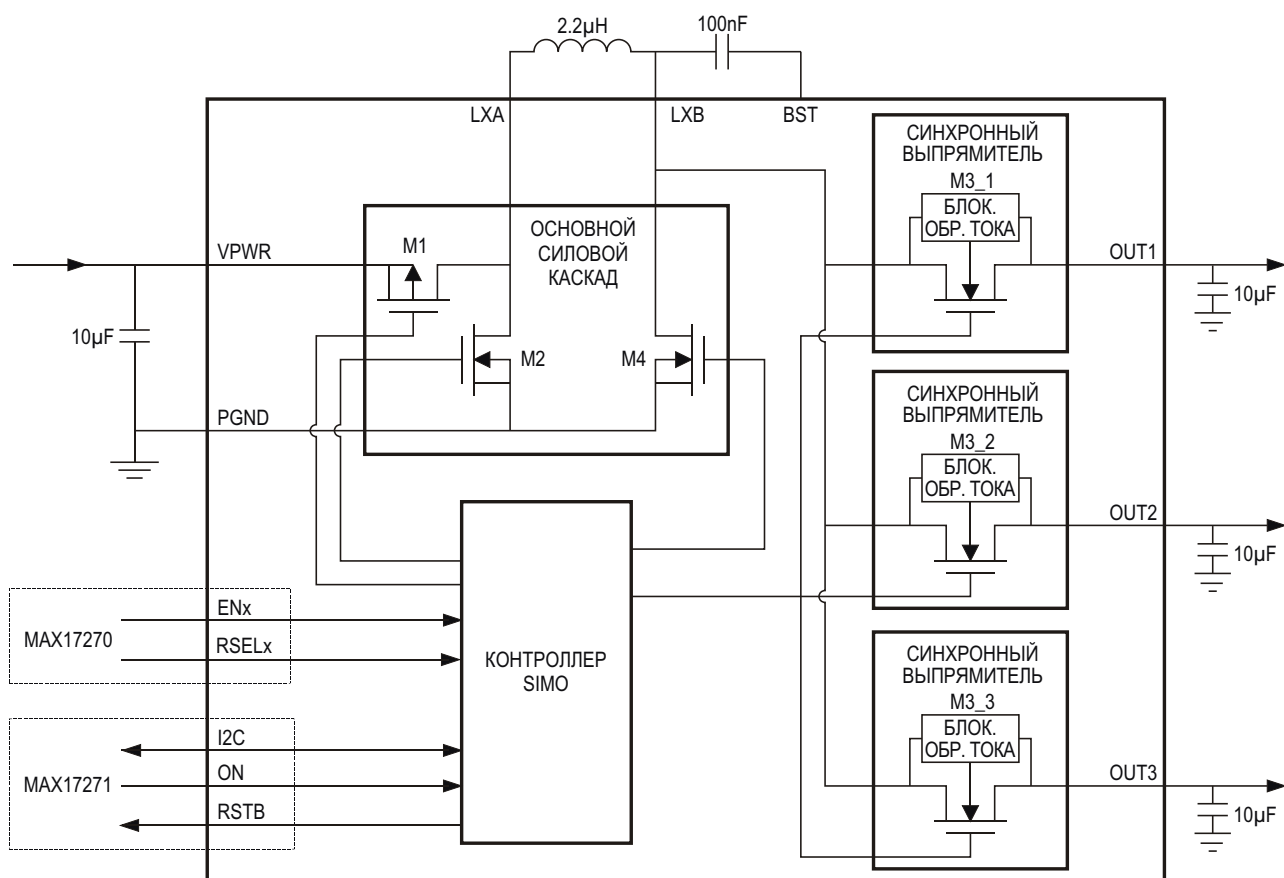 2.2µH
100nF
LXA
LXB
BST
СИНХРОННЫЙ
ВЫПРЯМИТЕЛЬ
M3_1
БЛОК.
ОБР. ТОКА
OUT1
10µF
VPWR
M1
ОСНОВНОЙ
СИЛОВОЙ
КАСКАД
10µF
M2
M4
PGND
СИНХРОННЫЙ
ВЫПРЯМИТЕЛЬ
M3_2
БЛОК.
ОБР. ТОКА
OUT2
10µF
MAX17270
ENx
RSELx
КОНТРОЛЛЕР
SIMO
MAX17271
I2C
ON
RSTB
СИНХРОННЫЙ
ВЫПРЯМИТЕЛЬ
M3_3
БЛОК.
ОБР. ТОКА
OUT3
10µF